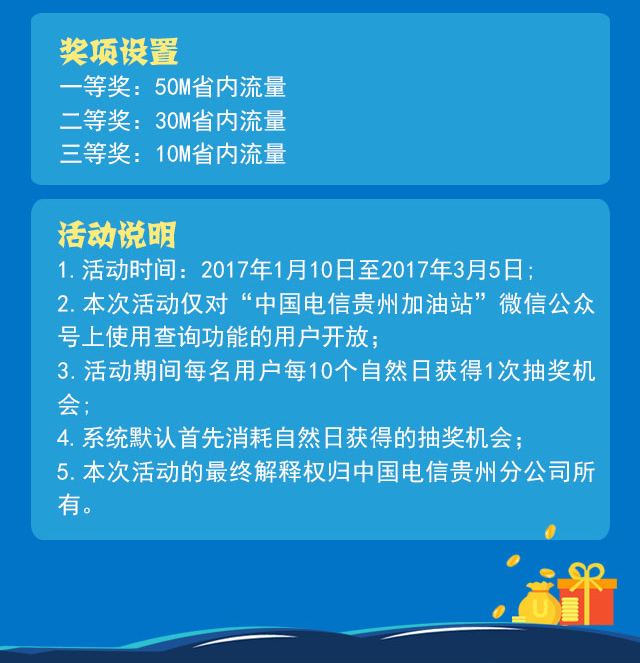 奖项设置
一等奖：50M省内流量
二等奖：30M省内流量
三等奖：10M省内流量
活动说明
1.活动时间：2017年1月10日至2017年3月5日;
2.本次活动仅对“中国电信贵州加油站”微信公众
号上使用查询功能的用户开放;
3.活动期间每名用户每10个自然日获得1次抽奖机
会;
4.系统默认首先消耗自然日获得的抽奖机会;
5.本次活动的最终解释权归中国电信贵州分公司所
有。
U